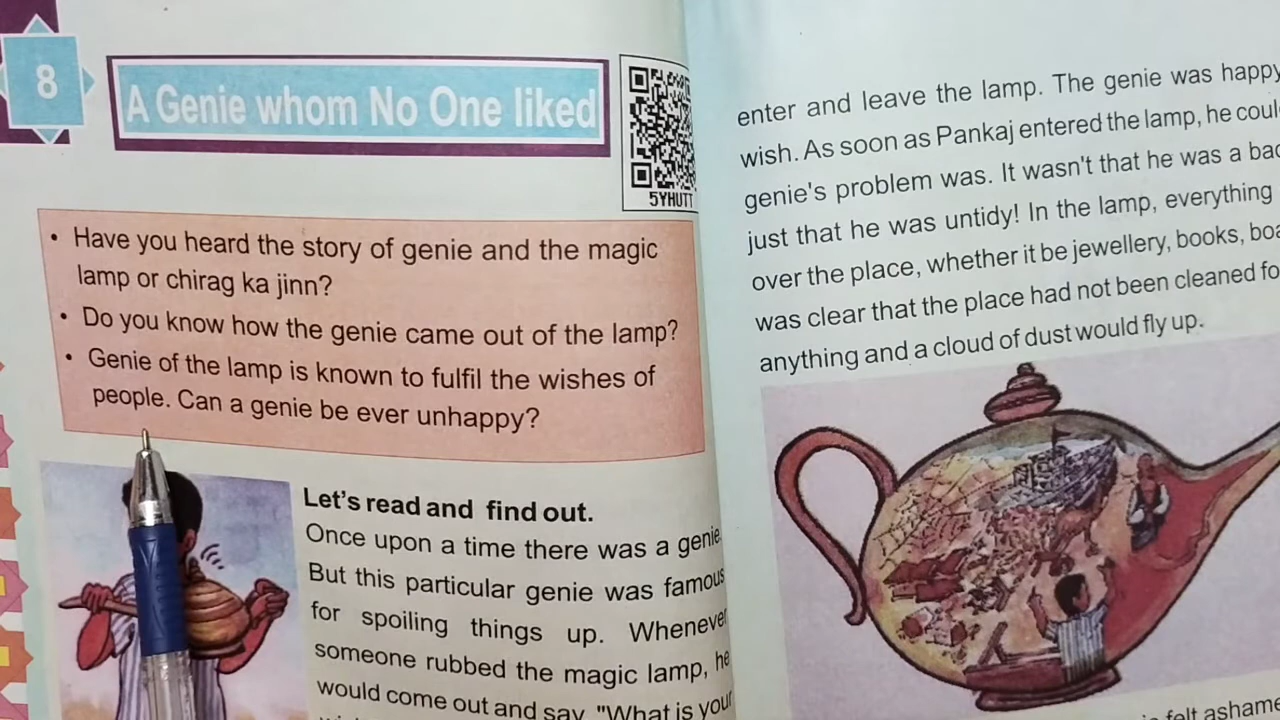 8
A Genie whom No One liked
5YHUTT
• Have you heard the story of genie and the magic
lamp or chirag ka jinn?
• Do you know how the genie came out of the lamp?
• Genie of the lamp is known to fulfil the wishes of
people. Can a genie be ever unhappy?
Let's read and find out.
Once upon a time there was a genie.
But this particular genie was famous
for spoiling things up. Whenever
someone rubbed the magic lamp, he
would come out and say, "What is your
enter and leave the lamp. The genie was happy
wish. As soon as Pankaj entered the lamp, he
genie's problem was. It wasn't that he was a
just that he was untidy! In the lamp, everything
over the place, whether it be jewellery, books,
was clear that the place had not been cleaned
anything and a cloud of dust would fly up.
felt